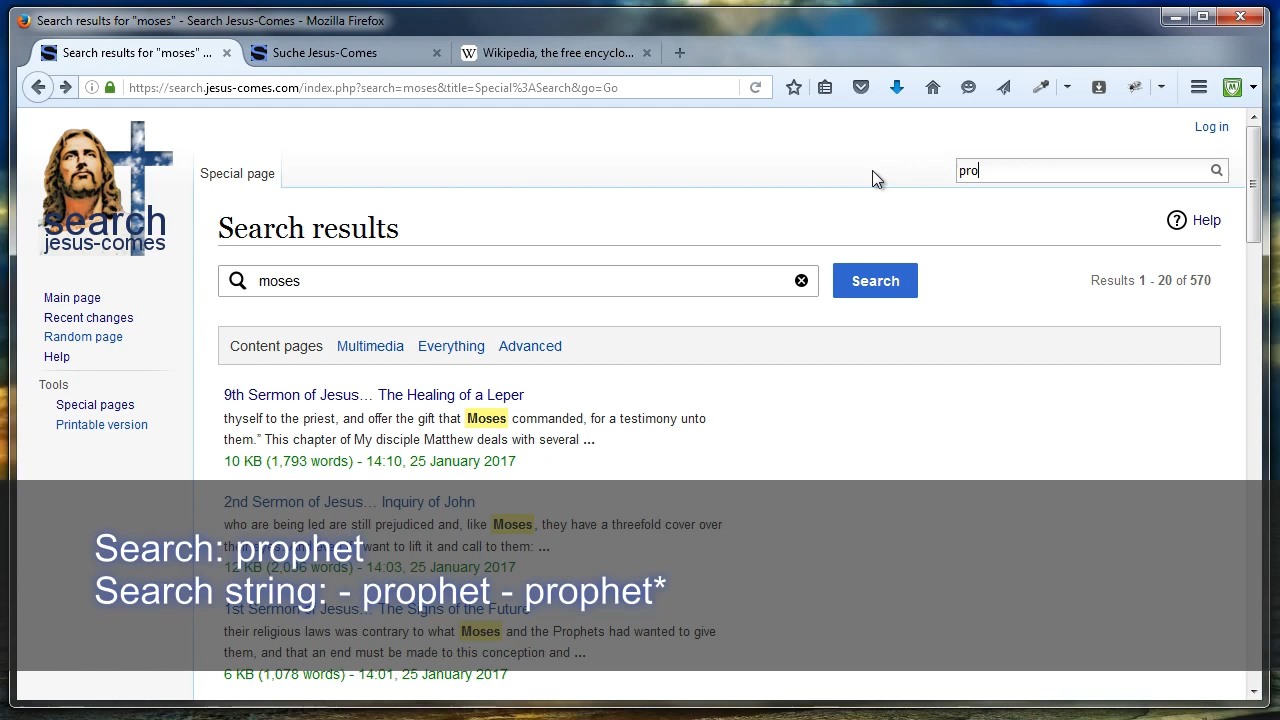 Search results for "moses" - Search Jesus-Comes - Mozilla Firefox
Search results for "moses" ...
Suche Jesus-Comes
Wikipedia, the free encyclo...
https://search.jesus-comes.com/index.php?search=moses&title=Special%3ASearch&go=Go
Log in
search
jesus-comes
Special page
pro
Search results
Help
moses
Search
Results 1 - 20 of 570
Main page
Recent changes
Random page
Help
Tools
Special pages
Printable version
Content pages Multimedia Everything Advanced
9th Sermon of Jesus… The Healing of a Leper
thyself to the priest, and offer the gift that Moses commanded, for a testimony unto
them.” This chapter of My disciple Matthew deals with several ...
10 KB (1,793 words) - 14:10, 25 January 2017
2nd Sermon of Jesus… Inquiry of John
who are being led are still prejudiced and, like Moses, they have a threefold cover over
want to lift it and call to them: ...
words) - 14:03, 25 January 2017
Search: prophet
Search string: - prophet - prophet*
1st Sermon of Jesus… The Signs of the Future
their religious laws was contrary to what Moses and the Prophets had wanted to give
them, and that an end must be made to this conception and ...
6 KB (1,078 words) - 14:01, 25 January 2017